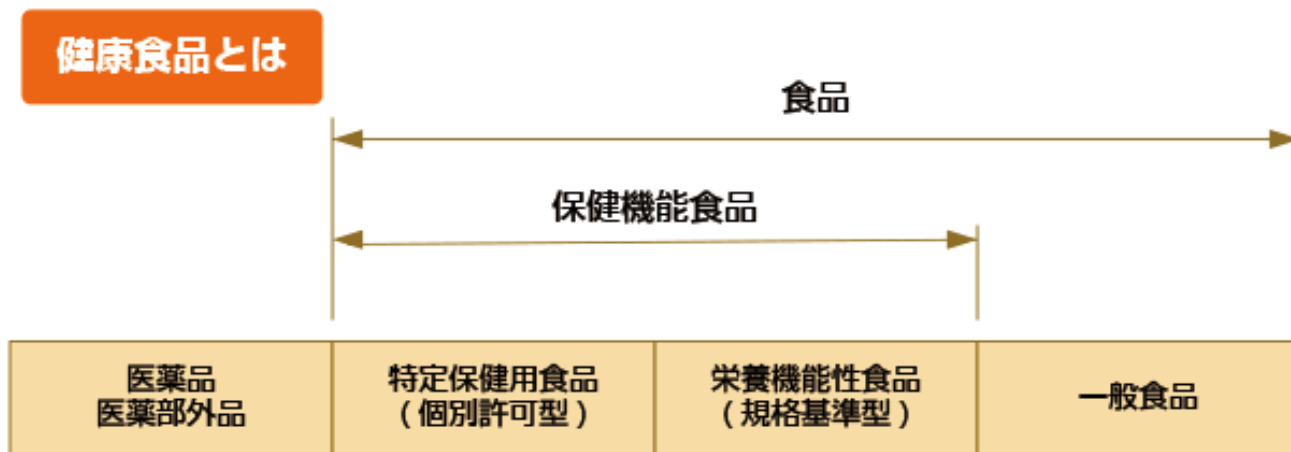 健康食品とは
食品
保健機能食品
医薬品
医薬部外品
特定保健用食品
（個別許可型）
栄養機能性食品
（規格基準型）
一般食品